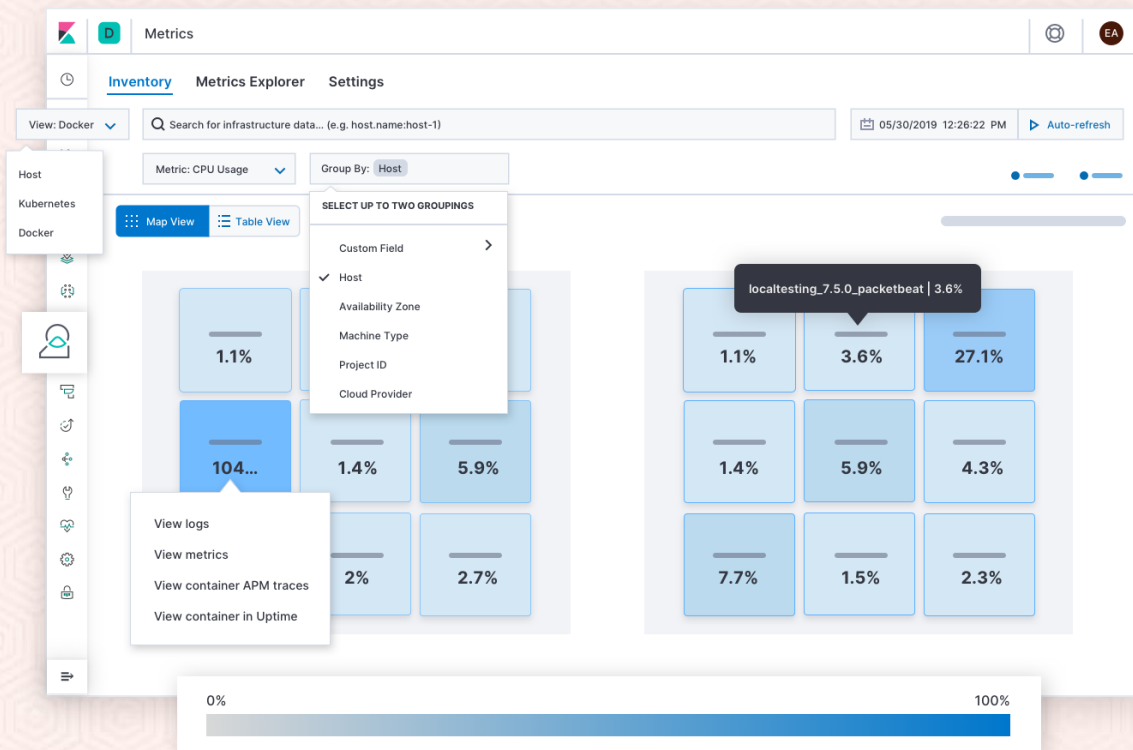 D
Metrics
EA
Inventory
Metrics Explorer
Settings
View: Docker
Search for infrastructure data... (e.g. host.name:host-1)
05/30/2019 12:26:22 PM
Auto-refresh
Host
Kubernetes
Docker
Metric: CPU Usage
Group By: Host
SELECT UP TO TWO GROUPINGS
Custom Field
Host
Availability Zone
Machine Type
Project ID
Cloud Provider
Map View
Table View
localtesting_7.5.0_packetbeat | 3.6%
1.1%
104...
1.4%
5.9%
2%
2.7%
View logs
View metrics
View container APM traces
View container in Uptime
1.1%
3.6%
27.1%
1.4%
5.9%
4.3%
7.7%
1.5%
2.3%
0%
100%